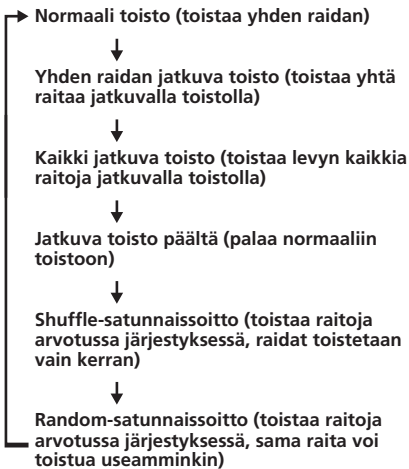 Normaali toisto (toistaa yhden raidan)
Yhden raidan jatkuva toisto (toistaa yhtä
raitaa jatkuvalla toistolla)
Kaikki jatkuva toisto (toistaa levyn kaikkia
raitoja jatkuvalla toistolla)
Jatkuva toisto päältä (palaa normaaliin
toistoon)
Shuffle-satunnaissoitto (toistaa raitoja
arvotussa järjestyksessä, raidat toistetaan
vain kerran)
Random-satunnaissoitto (toistaa raitoja
arvotussa järjestyksessä, sama raita voi
toistua useamminkin)